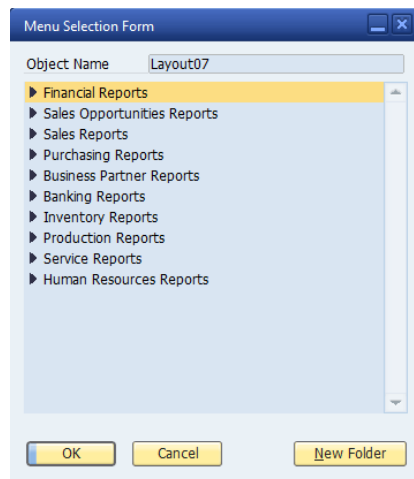 Menu Selection Form
Object Name Layout07
Financial Reports
Sales Opportunities Reports
Sales Reports
Purchasing Reports
Business Partner Reports
Banking Reports
Inventory Reports
Production Reports
Service Reports
Human Resources Reports
OK Cancel New Folder